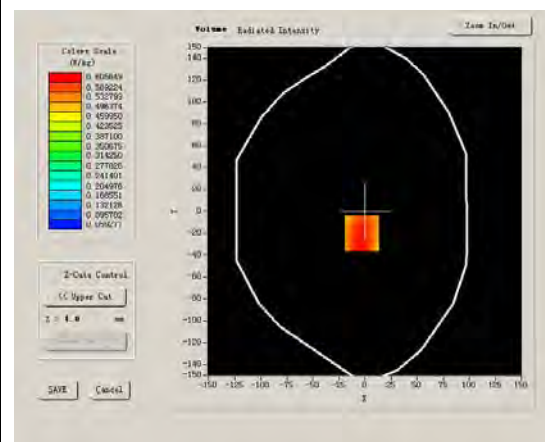 Volume Radiated Intensity
Zoom In/Out
Colors Scale
(W/kg)
0.605649
0.569224
0.532799
0.496374
0.459950
0.423525
0.387100
0.350675
0.314250
0.277826
0.241401
0.204976
0.168551
0.132126
0.095702
Z-Cuts Control
<< Upper Cut
mm
SAVE
Cancel
150
120
100
80
60
40
20
0
-20
-40
-60
-80
-100
-120
-140
-150
Y
-150 -125 -100 -75 -50 -25 0 25 50 75 100 125 150
X